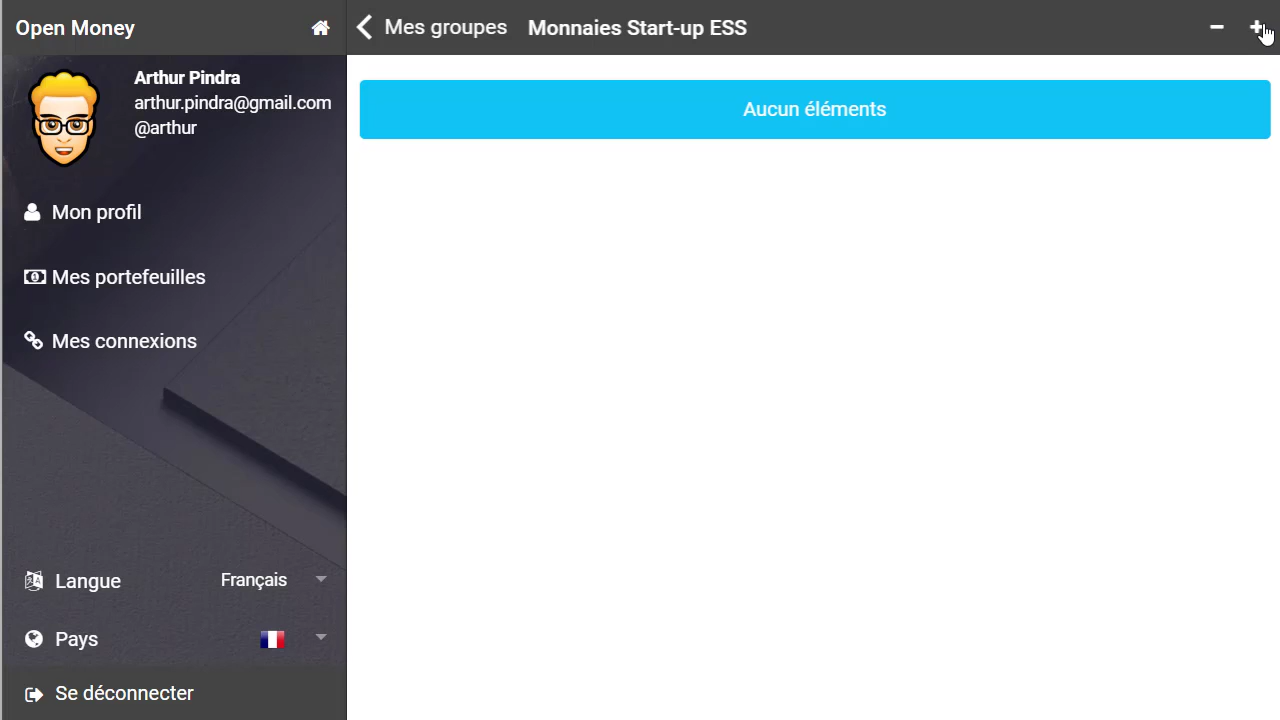 Open Money
Mes groupes Monnaies Start-up ESS
Arthur Pindra
arthur.pindra@gmail.com
@arthur
Aucun éléments
Mon profil
Mes portefeuilles
Mes connexions
Langue Français
Pays
Se déconnecter